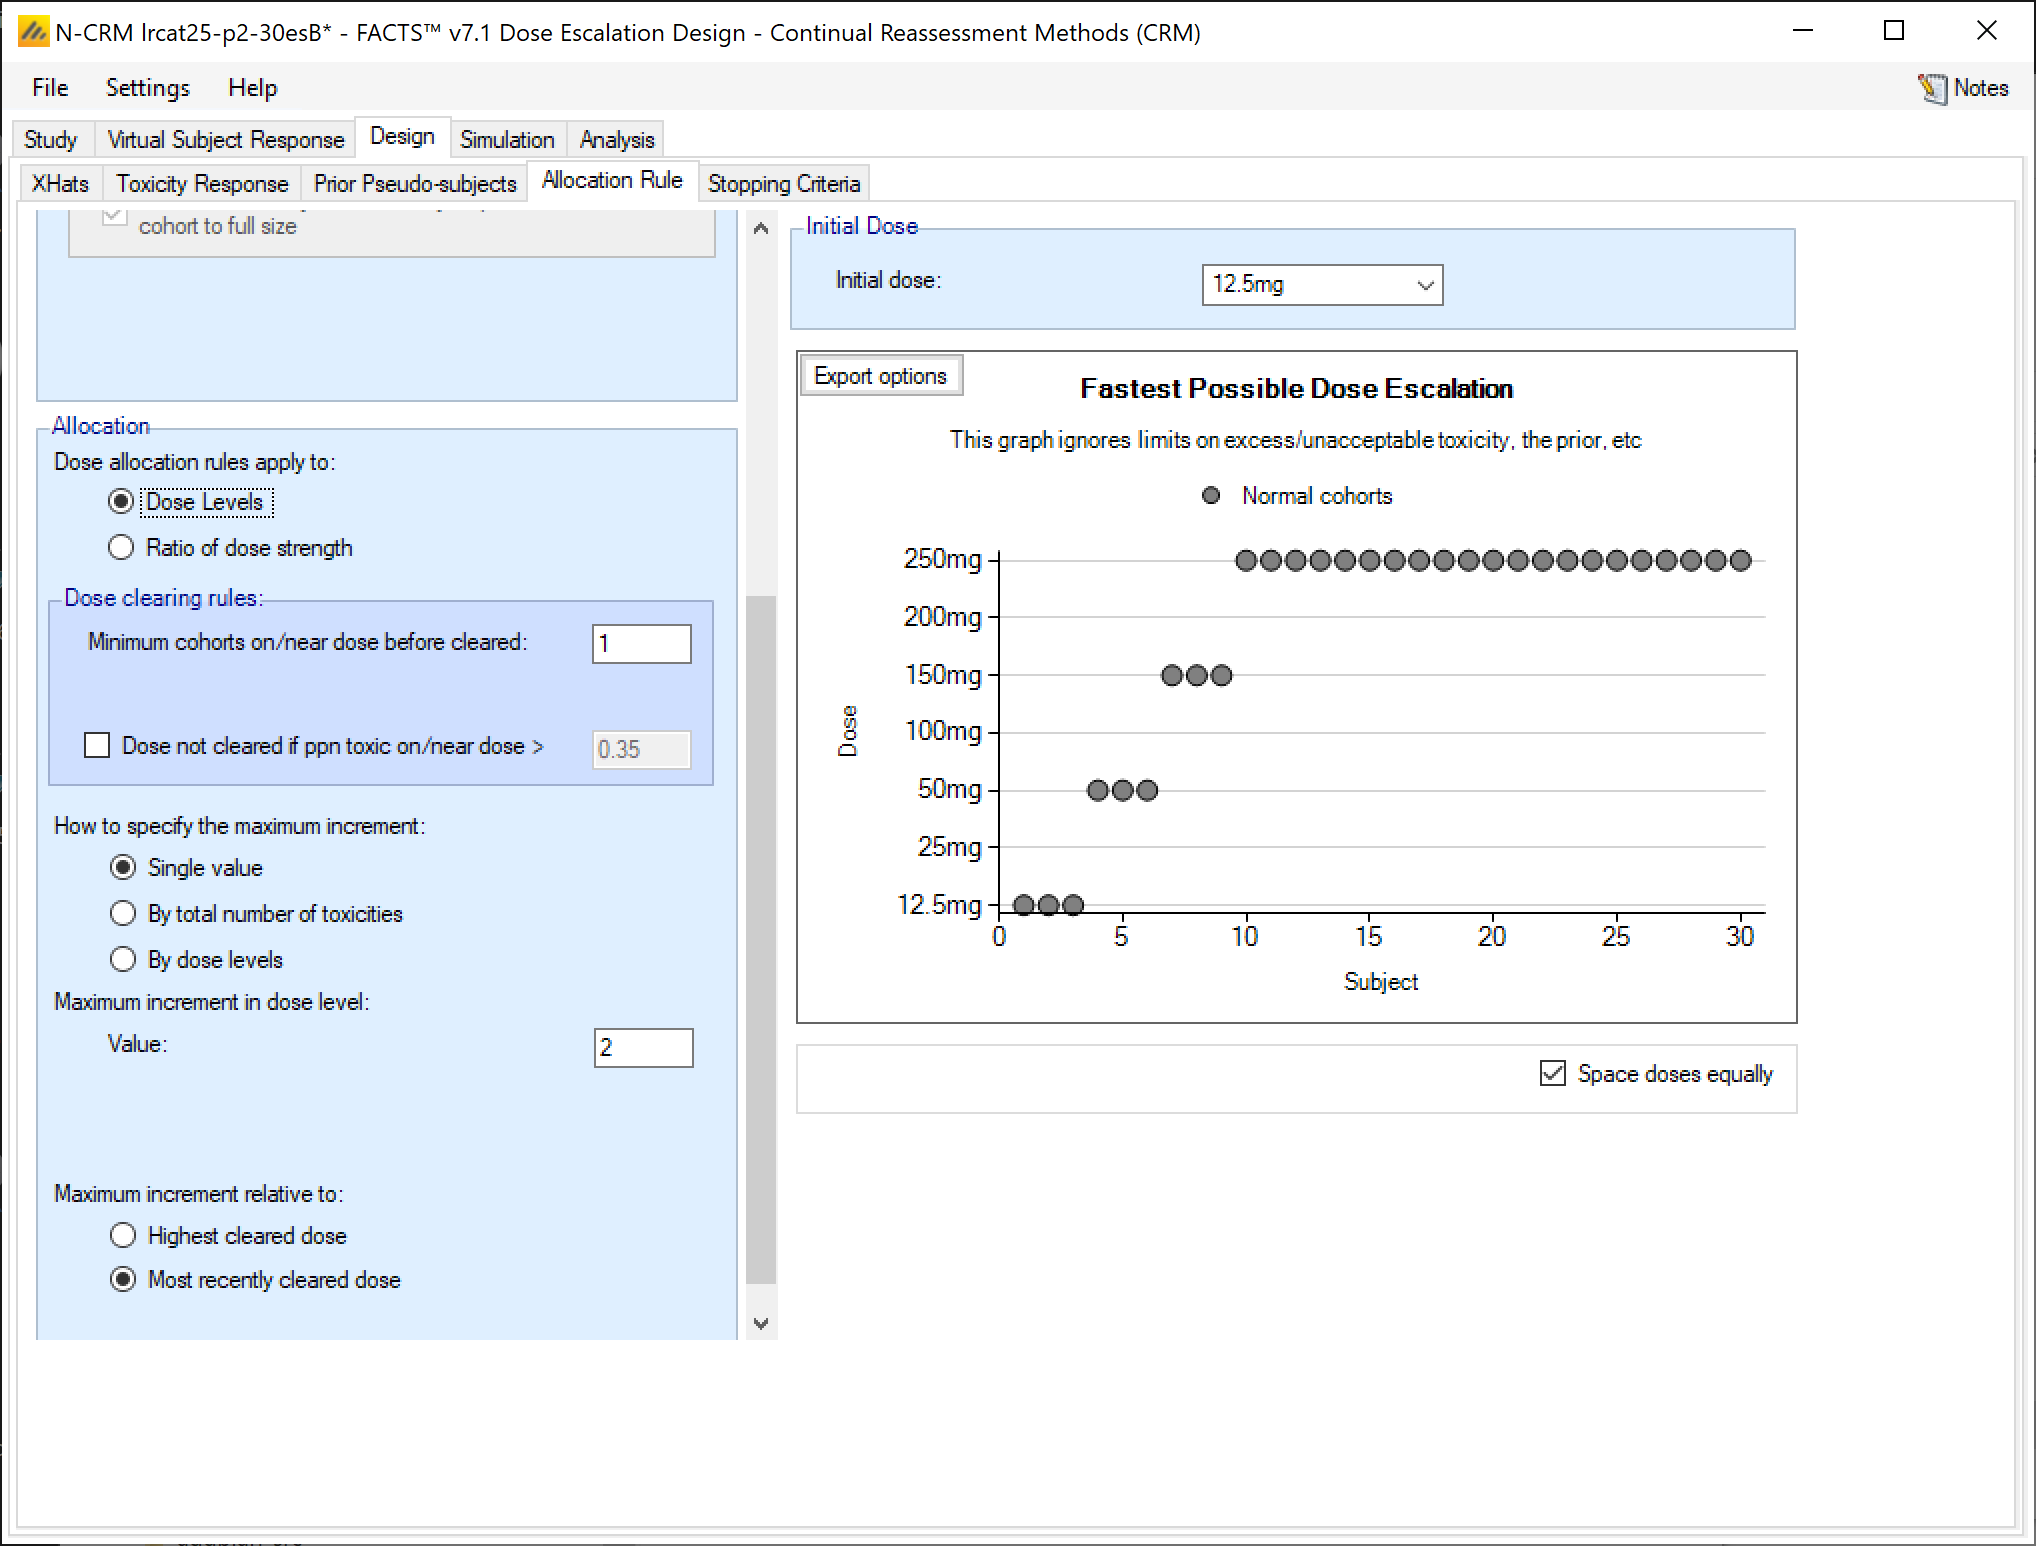 N-CRM lrcat25-p2-30esB* - FACTS™ v7.1 Dose Escalation Design - Continual Reassessment Methods (CRM)
File Settings Help Notes
Study Virtual Subject Response Design Simulation Analysis
XHats Toxicity Response Prior Pseudo-subjects Allocation Rule Stopping Criteria
cohort to full size
Allocation
Dose allocation rules apply to:
Dose Levels
Ratio of dose strength
Dose clearing rules:
Minimum cohorts on/near dose before cleared: 1
Dose not cleared if ppn toxic on/near dose > 0.35
How to specify the maximum increment:
Single value
By total number of toxicities
By dose levels
Maximum increment in dose level:
Value: 2
Maximum increment relative to:
Highest cleared dose
Most recently cleared dose
Initial Dose
Initial dose: 12.5mg
Export options
Fastest Possible Dose Escalation
This graph ignores limits on excess/unacceptable toxicity, the prior, etc
Normal cohorts
250mg
200mg
150mg
100mg
50mg
25mg
12.5mg
Dose
0 5 10 15 20 25 30
Subject
Space doses equally